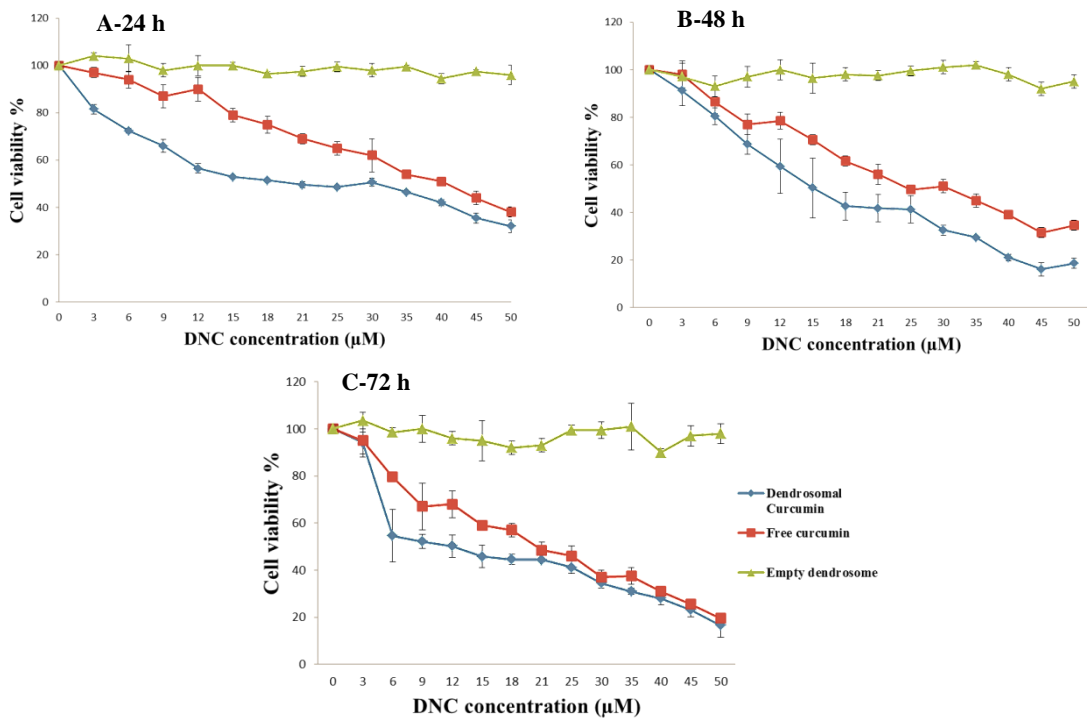 A-24 h
120
100
80
60
40
20
0
Cell viability %
0 3 6 9 12 15 18 21 25 30 35 40 45 50
DNC concentration (µM)
B-48 h
120
100
80
60
40
20
0
Cell viability %
0 3 6 9 12 15 18 21 25 30 35 40 45 50
DNC concentration (µM)
C-72 h
120
100
80
60
40
20
0
Cell viability %
0 3 6 9 12 15 18 21 25 30 35 40 45 50
DNC concentration (µM)
Dendrosomal
Curcumin
Free curcumin
Empty dendrosome